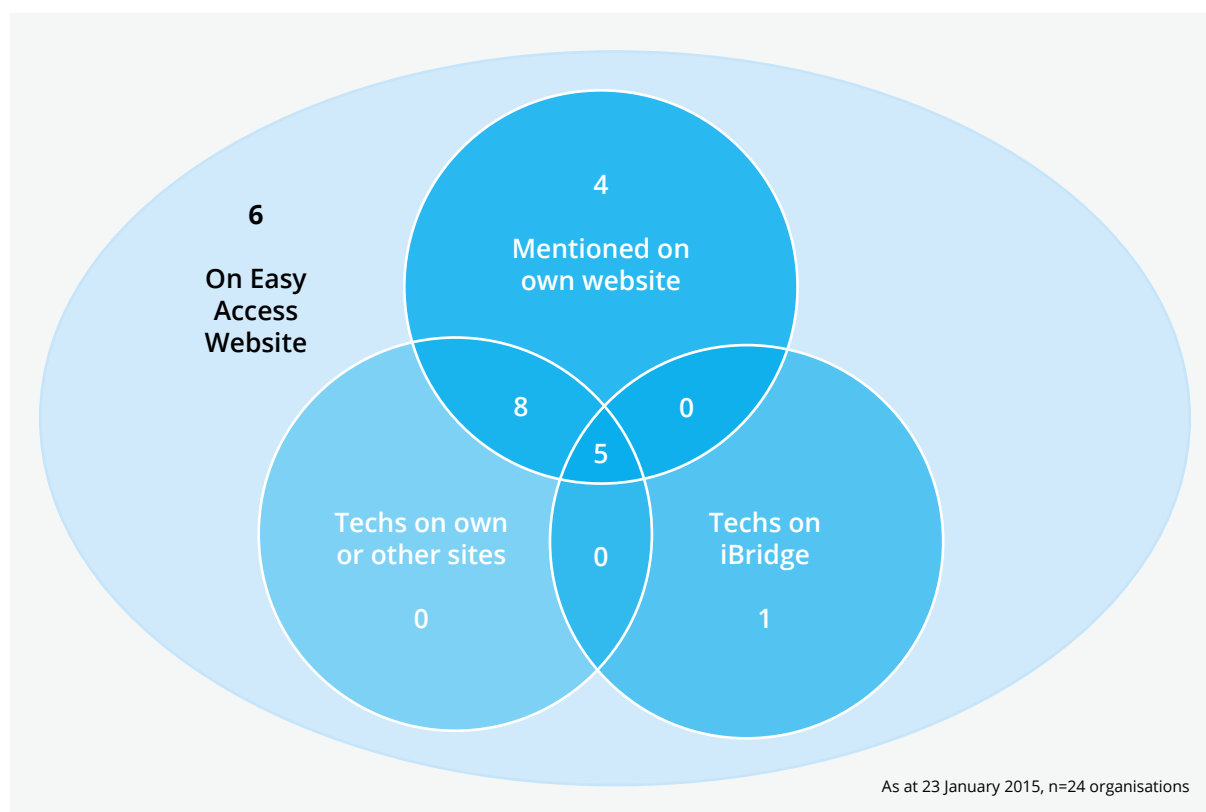 4
Mentioned on
own website
6
On Easy
Access
Website
8
0
5
Techs on own
or other sites
0
0
Techs on
iBridge
1
As at 23 January 2015, n=24 organisations